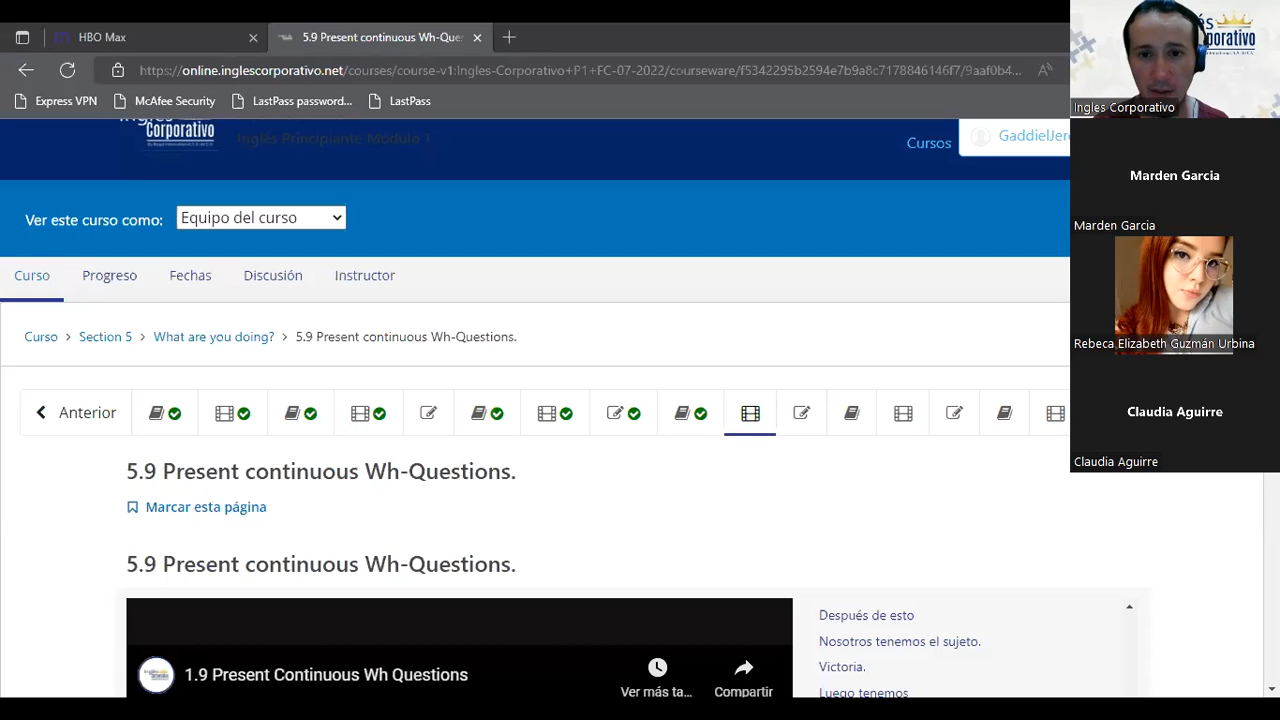 HBO Max
5.9 Present continuous Wh-Que
https://online.inglescorporativo.net/courses/course-v1:Ingles-Corporativo+P1+FC-07-2022/courseware/f5342295b2594e7b9a8c7178846146f7/9aaf0b4...
Express VPN
McAfee Security
LastPass password...
LastPass
Corporativo
Inglés Principiante Módulo 1
Cursos
GaddielJer
Ver este curso como:
Equipo del curso
Curso
Progreso
Fechas
Discusión
Instructor
Curso > Section 5 > What are you doing? > 5.9 Present continuous Wh-Questions.
Anterior
5.9 Present continuous Wh-Questions.
Marcar esta página
5.9 Present continuous Wh-Questions.
1.9 Present Continuous Wh Questions
Ver más ta...
Compartir
Después de esto
Nosotros tenemos el sujeto.
Victoria.
Luego tenemos
Ingles Corporativo
Marden Garcia
Marden Garcia
Rebeca Elizabeth Guzmán Urbina
Claudia Aguirre
Claudia Aguirre